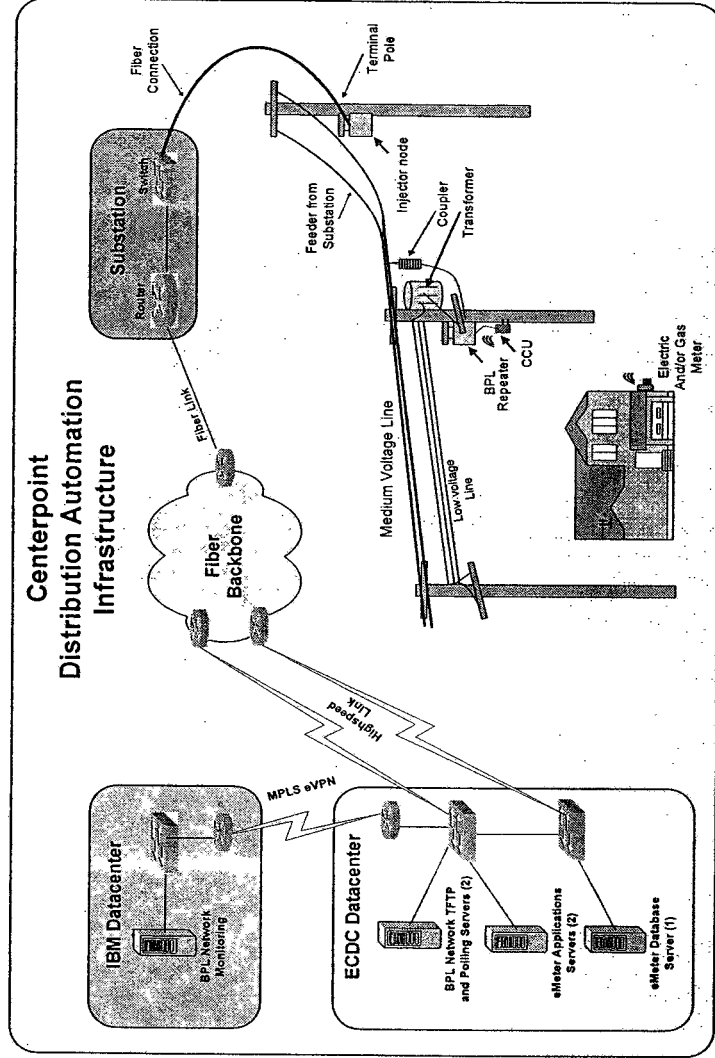 Centerpoint
Distribution Automation
Infrastructure
IBM Datacenter
BPL Network
Monitoring
MPLS eVPN
ECDC Datacenter
BPL Network TFTP
and Polling Servers (2)
eMeter Applications
Servers (2)
eMeter Database
Server (1)
Highspeed
Link
Fiber
Backbone
Fiber Link
Substation
Router
Switch
Fiber
Connection
Terminal
Pole
Injector node
Feeder from
Substation
Coupler
Transformer
Medium Voltage Line
Low-voltage
Line
BPL
Repeater
CCU
Electric
And/or Gas
Meter